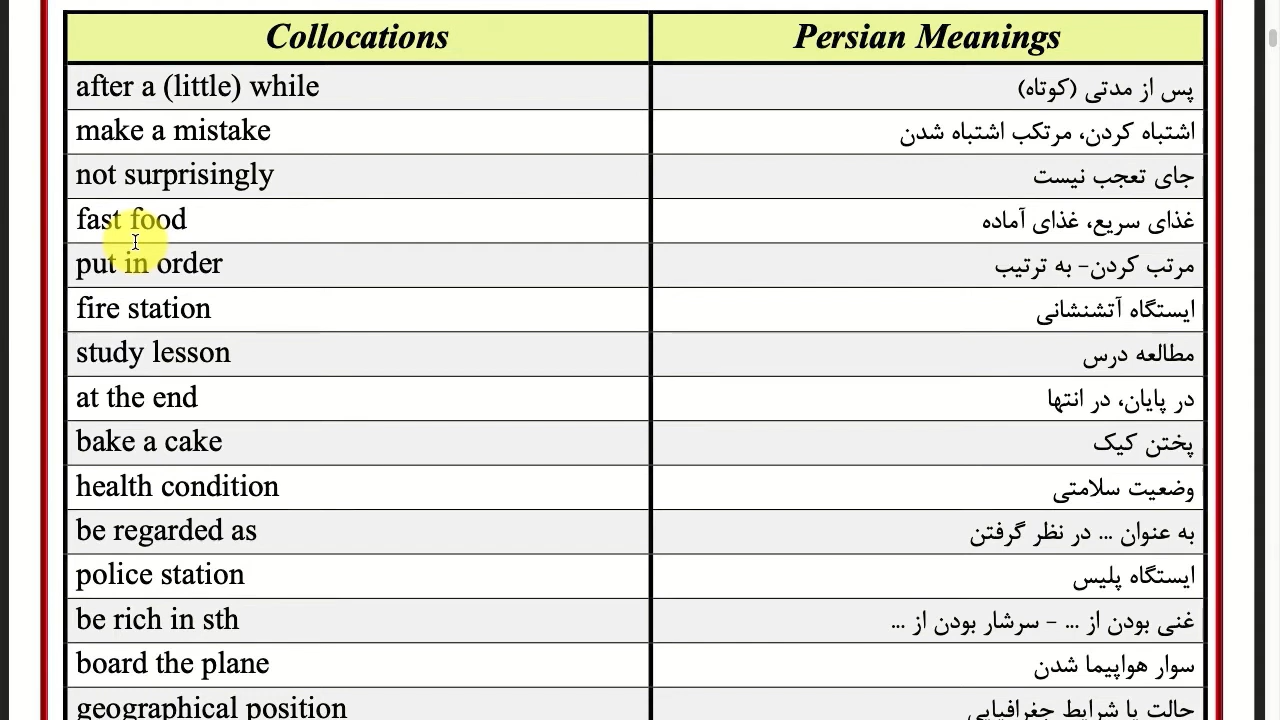 Collocations Persian Meanings
after a (little) while پس از مدتی (کوتاه)
make a mistake اشتباه کردن، مرتکب اشتباه شدن
not surprisingly جای تعجب نیست
fast food غذای سریع، غذای آماده
put in order مرتب کردن- به ترتیب
fire station ایستگاه آتشنشانی
study lesson مطالعه درس
at the end در پایان، در انتها
bake a cake پختن کیک
health condition وضعیت سلامتی
be regarded as به عنوان ... در نظر گرفتن
police station ایستگاه پلیس
be rich in sth غنی بودن از ... - سرشار بودن از ...
board the plane سوار هواپیما شدن
geographical position حالت یا شرایط جغرافیایی